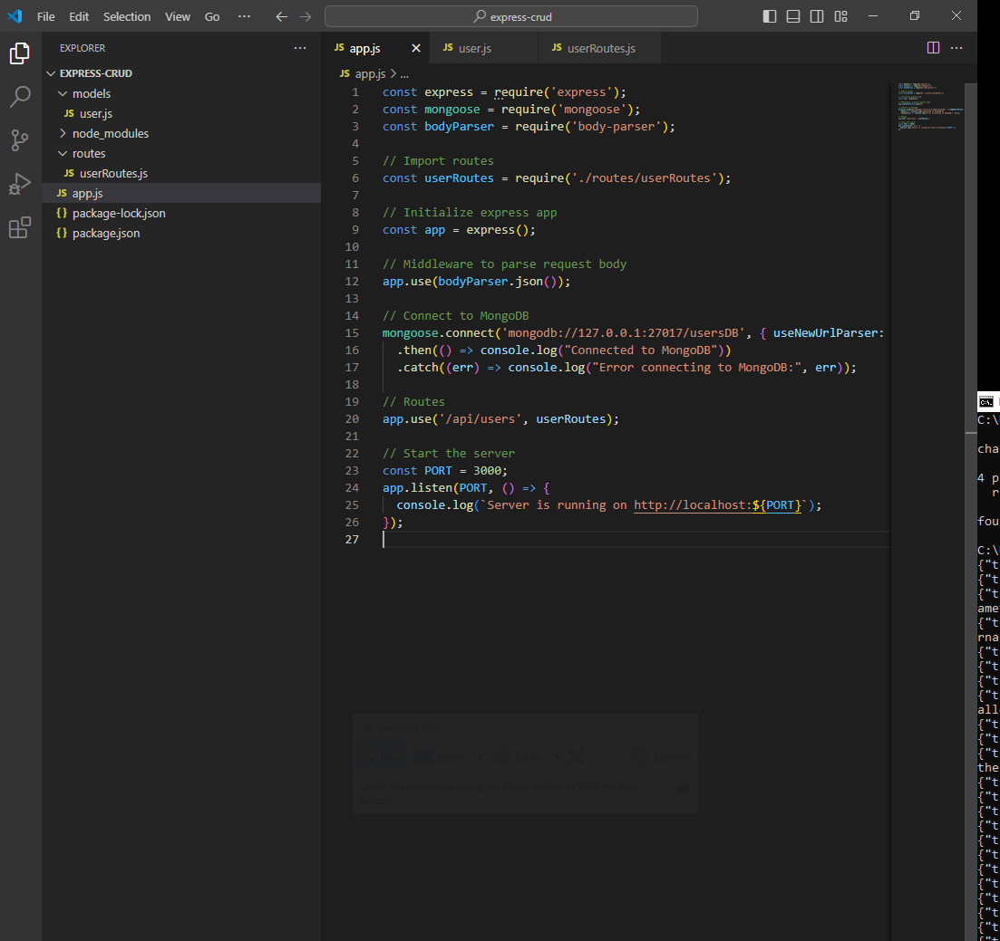 File Edit Selection View Go ··· express-crud
EXPLORER ···
EXPRESS-CRUD
models
JS user.js
node_modules
routes
JS userRoutes.js
JS app.js
{} package-lock.json
{} package.json
JS app.js JS user.js JS userRoutes.js ···
JS app.js > ...
1 const express = require('express');
2 const mongoose = require('mongoose');
3 const bodyParser = require('body-parser');
4
5 // Import routes
6 const userRoutes = require('./routes/userRoutes');
7
8 // Initialize express app
9 const app = express();
10
11 // Middleware to parse request body
12 app.use(bodyParser.json());
13
14 // Connect to MongoDB
15 mongoose.connect('mongodb://127.0.0.1:27017/usersDB', { useNewUrlParser:
16 .then(() => console.log("Connected to MongoDB"))
17 .catch((err) => console.log("Error connecting to MongoDB:", err));
18
19 // Routes
20 app.use('/api/users', userRoutes);
21
22 // Start the server
23 const PORT = 3000;
24 app.listen(PORT, () => {
25 console.log(`Server is running on http://localhost:${PORT}`);
26 });
27
C:\
cha
4 p
r
fou
C:\
{"t
{"t
{"t
ame
{"t
rna
{"t
{"t
{"t
{"t
all
{"t
{"t
{"t
the
{"t
{"t
{"t
{"t
{"t
{"t
{"t
{"t
{"t
{"t
{"t
{"t